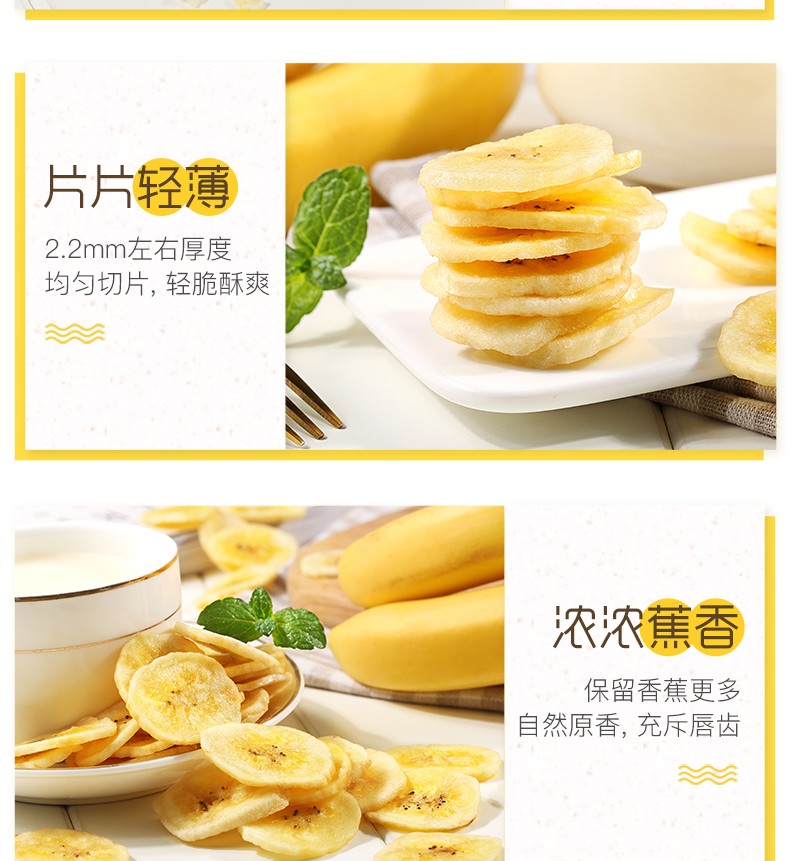 片片轻薄
2.2mm左右厚度
均匀切片, 轻脆酥爽
浓浓蕉香
保留香蕉更多
自然原香, 充斥唇齿